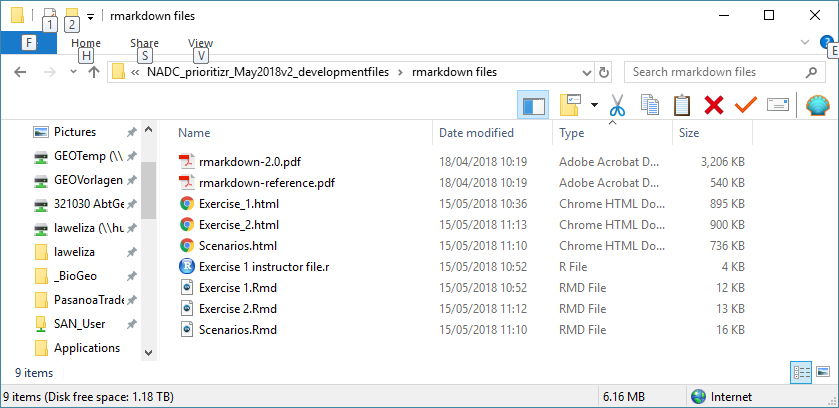 rmarkdown files
1 2
F Home Share View
H S V E
« NADC_prioritizr_May2018v2_developmentfiles › rmarkdown files
Search rmarkdown files
Name Date modified Type Size
Pictures
GEOTemp (\\
GEOVorlagen
321030 AbtGe
laweliza (\\hu
laweliza
_BioGeo
PasanoaTrade
SAN_User
Applications
rmarkdown-2.0.pdf 18/04/2018 10:19 Adobe Acrobat D... 3,206 KB
rmarkdown-reference.pdf 18/04/2018 10:19 Adobe Acrobat D... 540 KB
Exercise_1.html 15/05/2018 10:36 Chrome HTML Do... 895 KB
Exercise_2.html 15/05/2018 11:13 Chrome HTML Do... 900 KB
Scenarios.html 15/05/2018 11:10 Chrome HTML Do... 736 KB
Exercise 1 instructor file.r 15/05/2018 10:52 R File 4 KB
Exercise 1.Rmd 15/05/2018 10:52 RMD File 12 KB
Exercise 2.Rmd 15/05/2018 11:12 RMD File 13 KB
Scenarios.Rmd 15/05/2018 11:10 RMD File 16 KB
9 items
9 items (Disk free space: 1.18 TB) 6.16 MB Internet